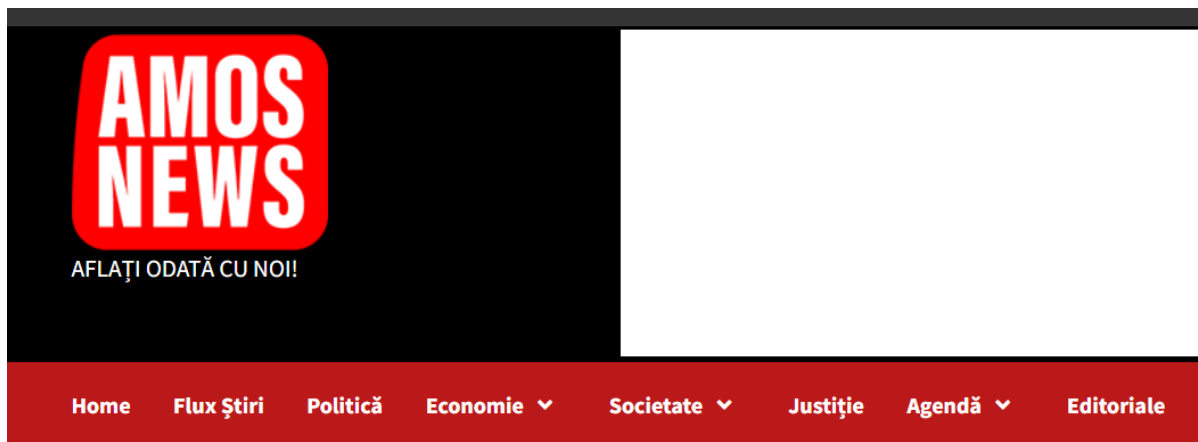 AMOS
NEWS
AFLAȚI ODATĂ CU NOI!
Home Flux Știri Politică Economie Societate Justiție Agendă Editoriale